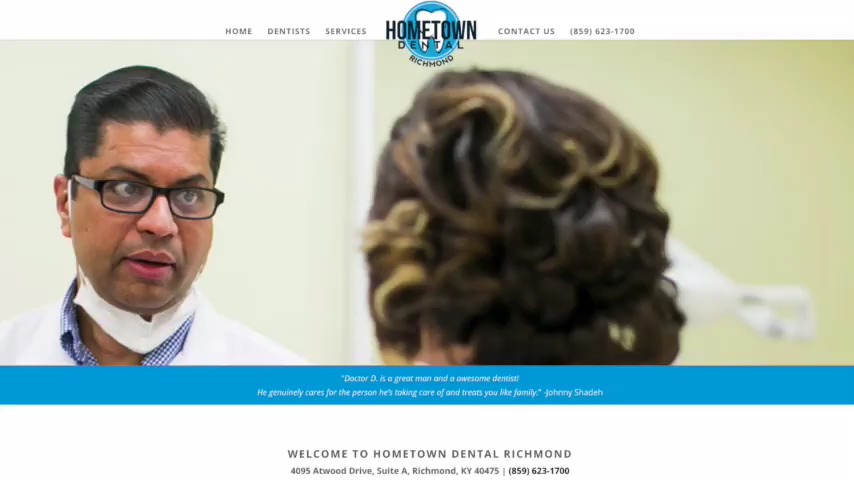 HOME DENTISTS SERVICES HOMETOWN DENTAL RICHMOND CONTACT US (859) 623-1700
"Doctor D. is a great man and a awesome dentist!
He genuinely cares for the person he's taking care of and treats you like family." -Johnny Shadeh
WELCOME TO HOMETOWN DENTAL RICHMOND
4095 Atwood Drive, Suite A, Richmond, KY 40475 | (859) 623-1700